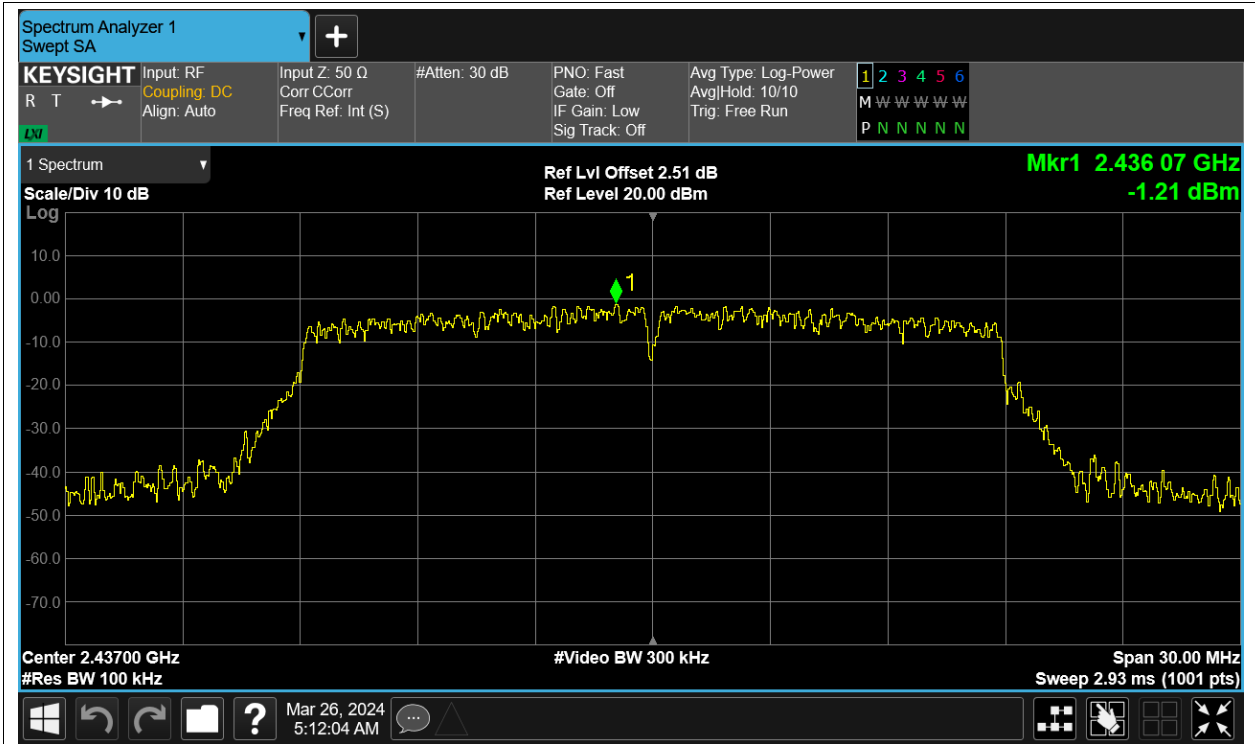 Spectrum Analyzer 1
Swept SA
KEYSIGHT
R T
LXI
Input: RF
Coupling: DC
Align: Auto
Input Z: 50 Ω
Corr CCorr
Freq Ref: Int (S)
#Atten: 30 dB
PNO: Fast
Gate: Off
IF Gain: Low
Sig Track: Off
Avg Type: Log-Power
Avg|Hold: 10/10
Trig: Free Run
1 2 3 4 5 6
M W W W W W
P N N N N N
1 Spectrum
Scale/Div 10 dB
Ref Lvl Offset 2.51 dB
Ref Level 20.00 dBm
Mkr1 2.436 07 GHz
-1.21 dBm
Log
10.0
0.00
-10.0
-20.0
-30.0
-40.0
-50.0
-60.0
-70.0
1
Center 2.43700 GHz
#Res BW 100 kHz
#Video BW 300 kHz
Span 30.00 MHz
Sweep 2.93 ms (1001 pts)
?
Mar 26, 2024
5:12:04 AM